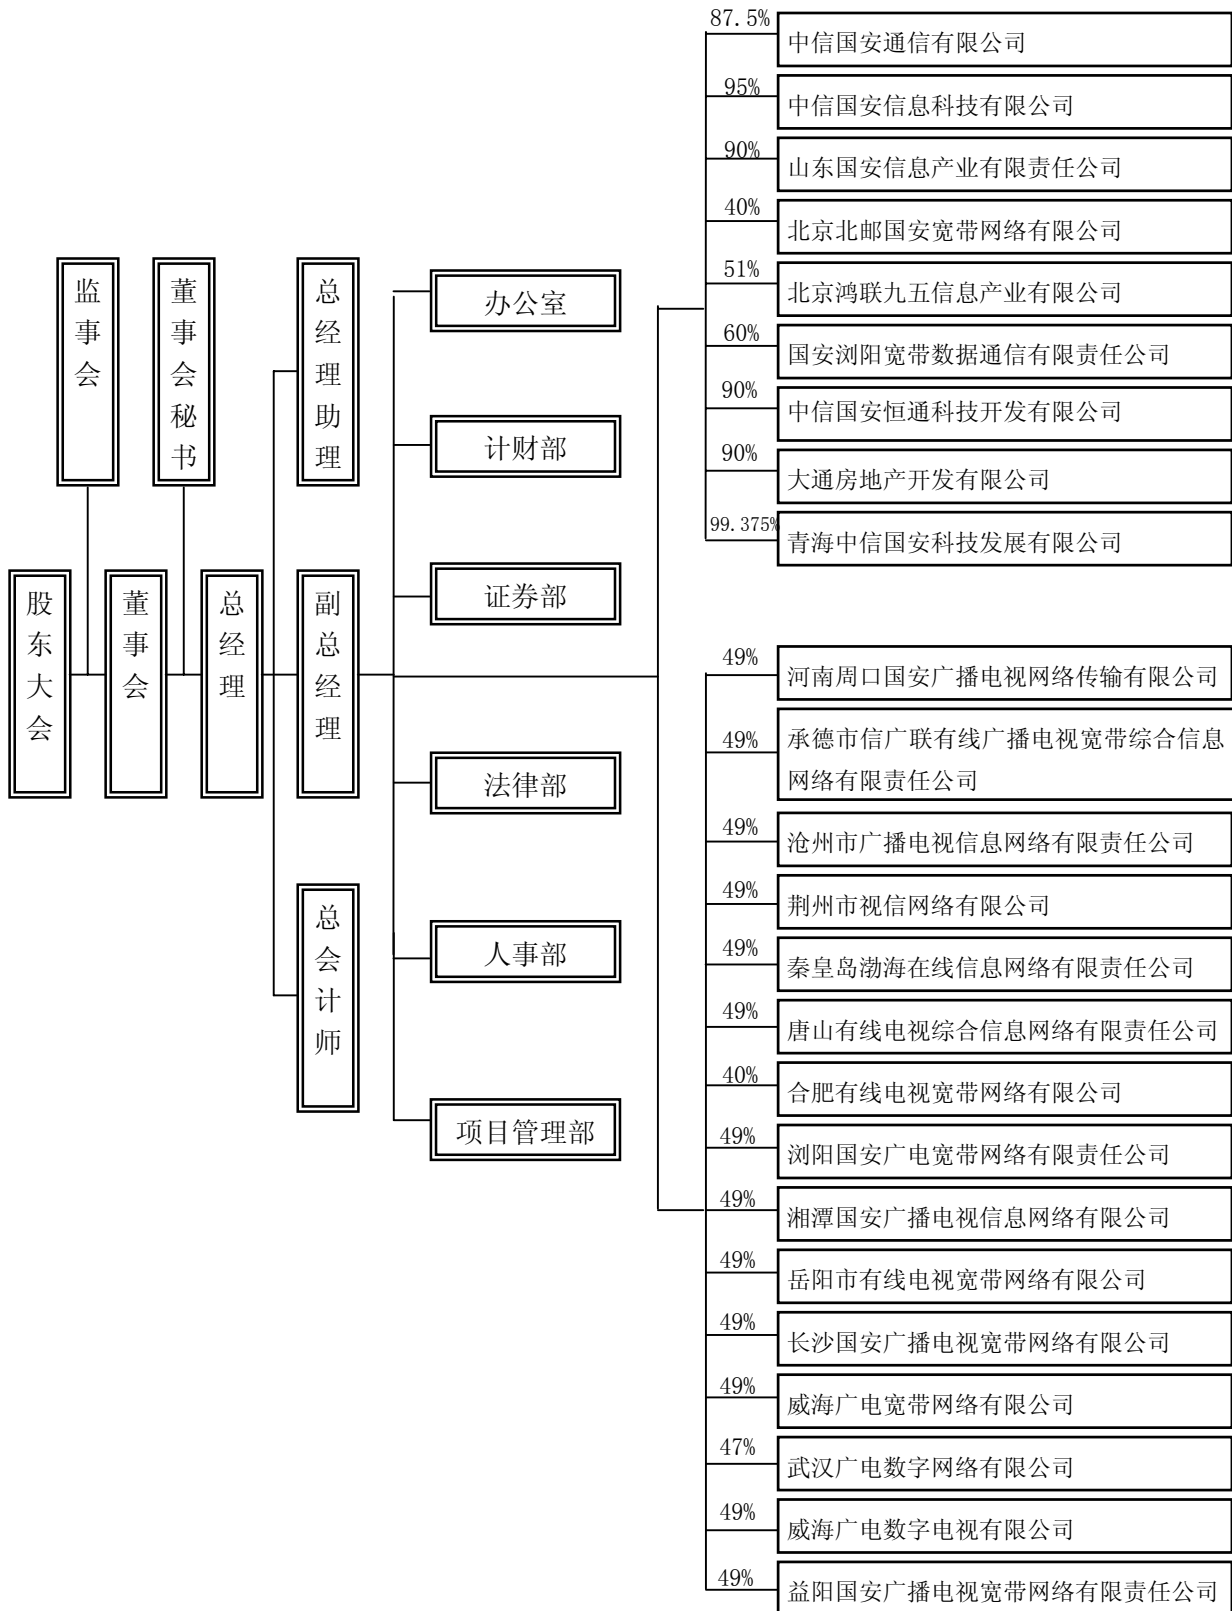 监事会
董事会秘书
总经理助理
股东大会
董事会
总经理
副总经理
总会计师
办公室
计财部
证券部
法律部
人事部
项目管理部
87.5%
中信国安通信有限公司
95%
中信国安信息科技有限公司
90%
山东国安信息产业有限责任公司
40%
北京北邮国安宽带网络有限公司
51%
北京鸿联九五信息产业有限公司
60%
国安浏阳宽带数据通信有限责任公司
90%
中信国安恒通科技开发有限公司
90%
大通房地产开发有限公司
99.375%
青海中信国安科技发展有限公司
49%
河南周口国安广播电视网络传输有限公司
49%
承德市信广联有线广播电视宽带综合信息
网络有限责任公司
49%
沧州市广播电视信息网络有限责任公司
49%
荆州市视信网络有限公司
49%
秦皇岛渤海在线信息网络有限责任公司
49%
唐山有线电视综合信息网络有限责任公司
40%
合肥有线电视宽带网络有限公司
49%
浏阳国安广电宽带网络有限责任公司
49%
湘潭国安广播电视信息网络有限公司
49%
岳阳市有线电视宽带网络有限公司
49%
长沙国安广播电视宽带网络有限公司
49%
威海广电宽带网络有限公司
47%
武汉广电数字网络有限公司
49%
威海广电数字电视有限公司
49%
益阳国安广播电视宽带网络有限责任公司